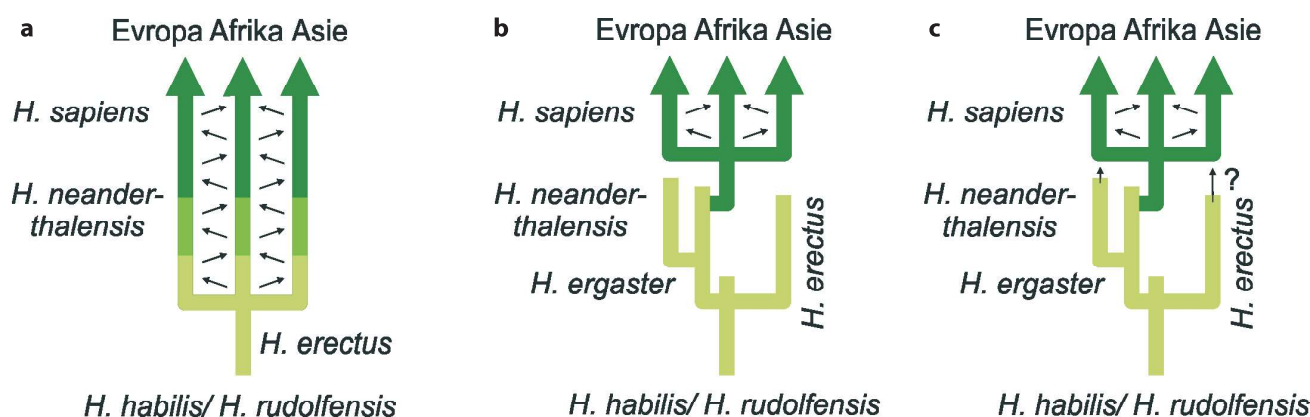 a
Evropa Afrika Asie
H. sapiens
H. neander-
thalensis
H. erectus
H. habilis/ H. rudolfensis
b
Evropa Afrika Asie
H. sapiens
H. neander-
thalensis
H. ergaster
H. erectus
H. habilis/ H. rudolfensis
c
Evropa Afrika Asie
H. sapiens
?
H. neander-
thalensis
H. ergaster
H. erectus
H. habilis/ H. rudolfensis